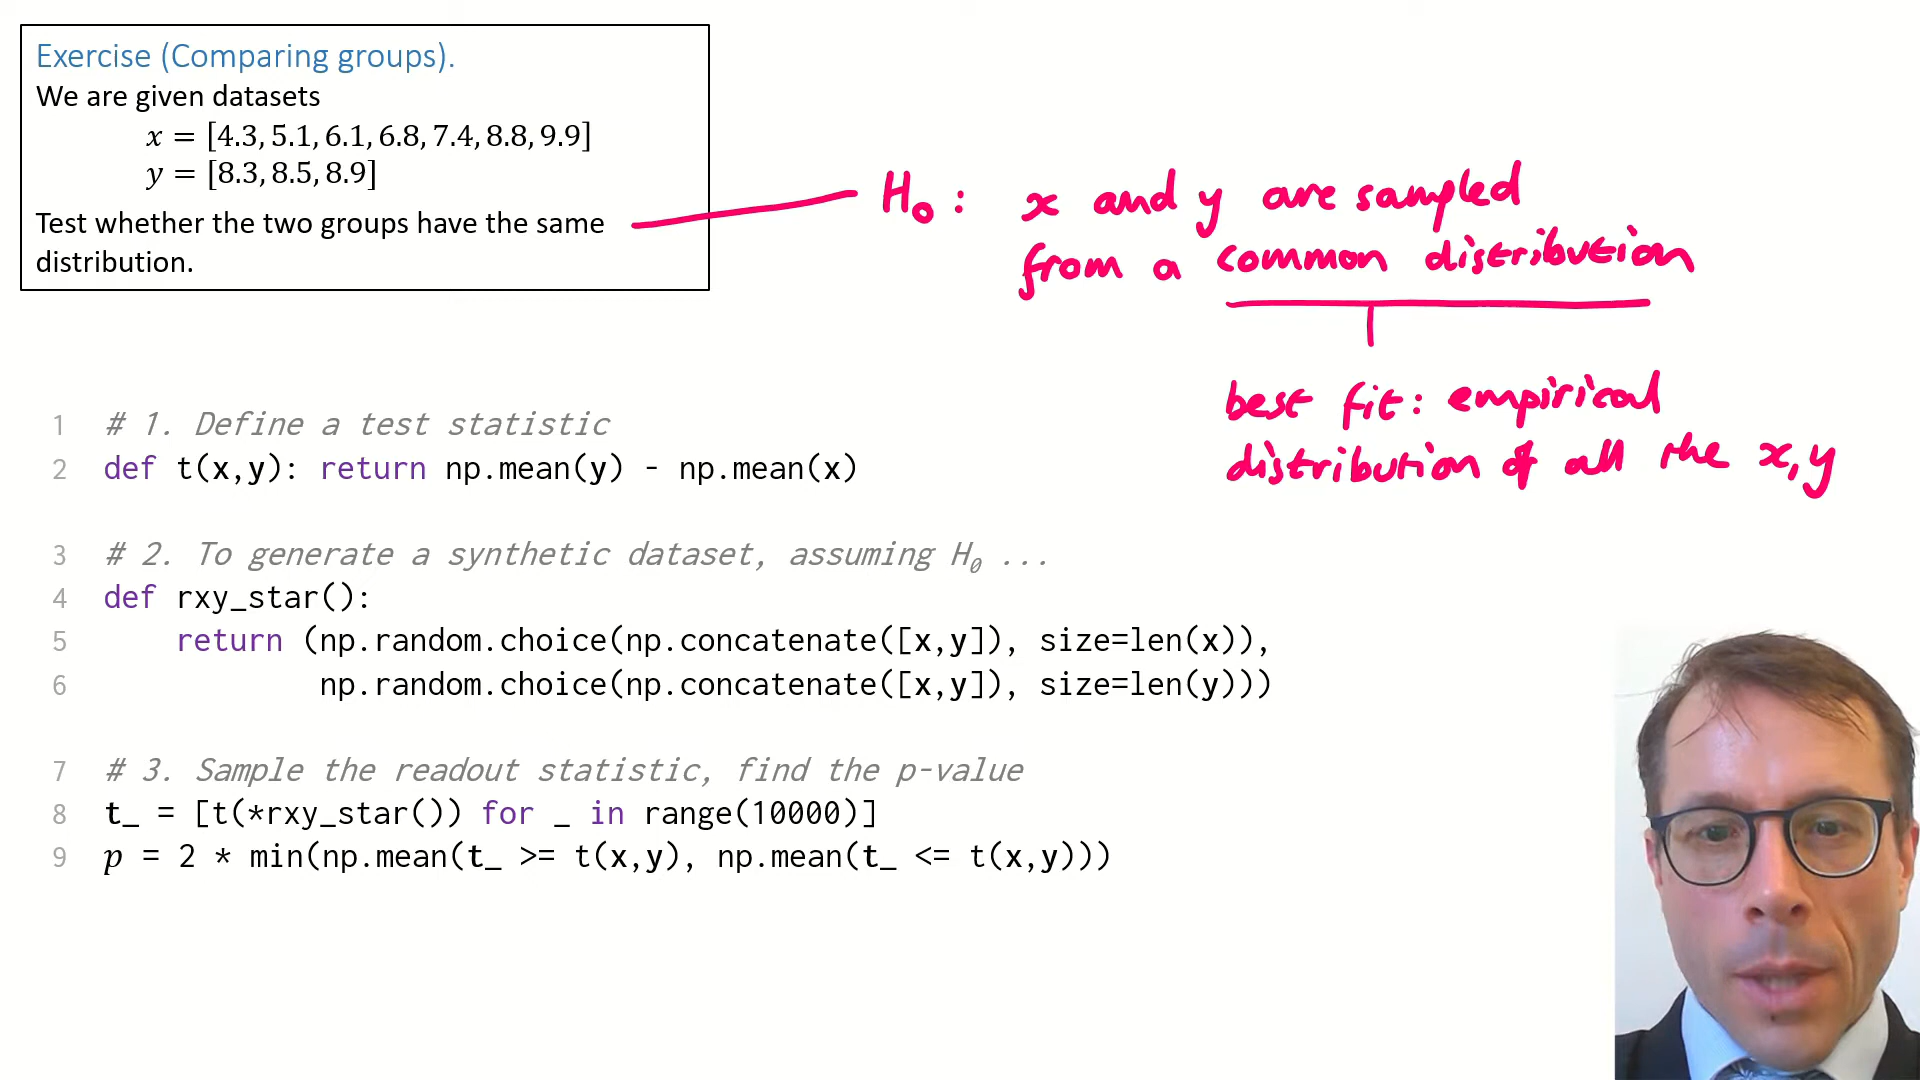 Exercise (Comparing groups).
We are given datasets
x = [4.3, 5.1, 6.1, 6.8, 7.4, 8.8, 9.9]
y = [8.3, 8.5, 8.9]
Test whether the two groups have the same
distribution.
H₀ : x and y are sampled
from a common distribution
best fit: empirical
distribution of all the x,y
1 # 1. Define a test statistic
2 def t(x,y): return np.mean(y) - np.mean(x)
3 # 2. To generate a synthetic dataset, assuming H₀ ...
4 def rxy_star():
5 return (np.random.choice(np.concatenate([x,y]), size=len(x)),
6 np.random.choice(np.concatenate([x,y]), size=len(y)))
7 # 3. Sample the readout statistic, find the p-value
8 t_ = [t(*rxy_star()) for _ in range(10000)]
9 p = 2 * min(np.mean(t_ >= t(x,y), np.mean(t_ <= t(x,y)))